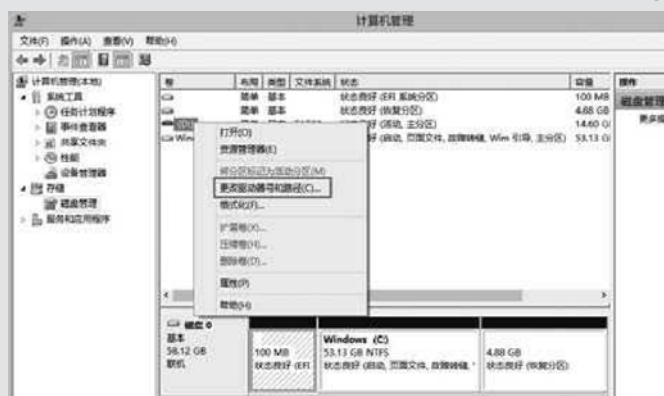 计算机管理
文件(F) 操作(A) 查看(V) 帮助(H)
计算机管理(本地)
系统工具
任务计划程序
事件查看器
共享文件夹
性能
设备管理器
存储
磁盘管理
服务和应用程序
卷 布局 类型 文件系统 状态 容量
简单 基本 状态良好 (EFI 系统分区) 100 MB
简单 基本 状态良好 (恢复分区) 4.88 GB
状态良好 (活动, 主分区) 14.60 G
Win (启动, 页面文件, 故障转储, Wim 引导, 主分区) 53.13 G
打开(O)
资源管理器(E)
将分区标记为活动分区(M)
更改驱动器号和路径(C)...
格式化(F)...
扩展卷(X)...
压缩卷(H)...
删除卷(D)...
属性(P)
帮助(H)
操作
磁盘管理
更多操
磁盘 0
基本
58.12 GB
联机
100 MB
状态良好 (EFI
Windows (C)
53.13 GB NTFS
状态良好 (启动, 页面文件, 故障转储,
4.88 GB
状态良好 (恢复分区)